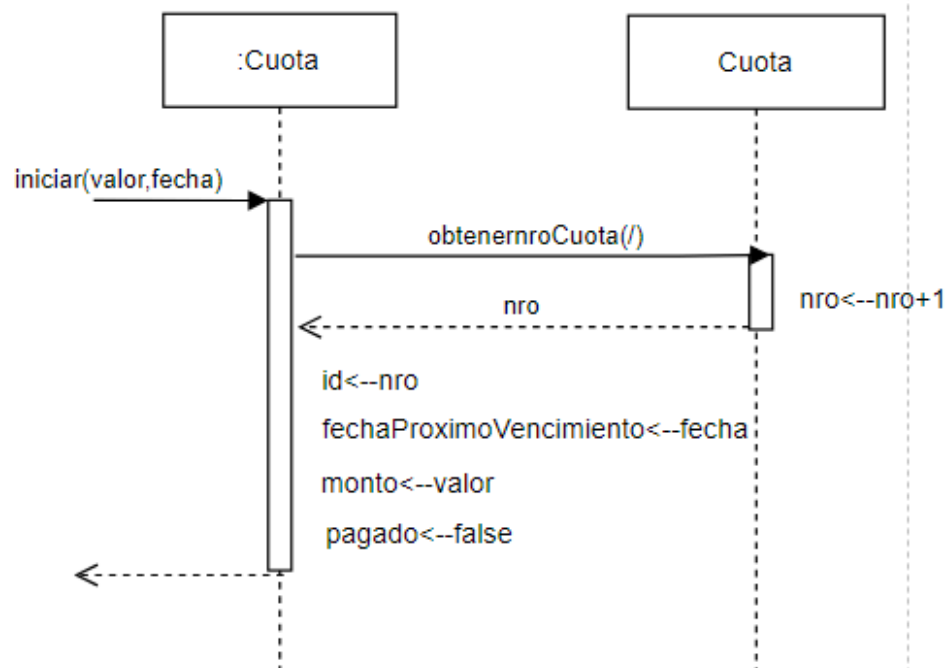 :Cuota
Cuota
iniciar(valor,fecha)
obtenernroCuota(/)
nro<--nro+1
nro
id<--nro
fechaProximoVencimiento<--fecha
monto<--valor
pagado<--false